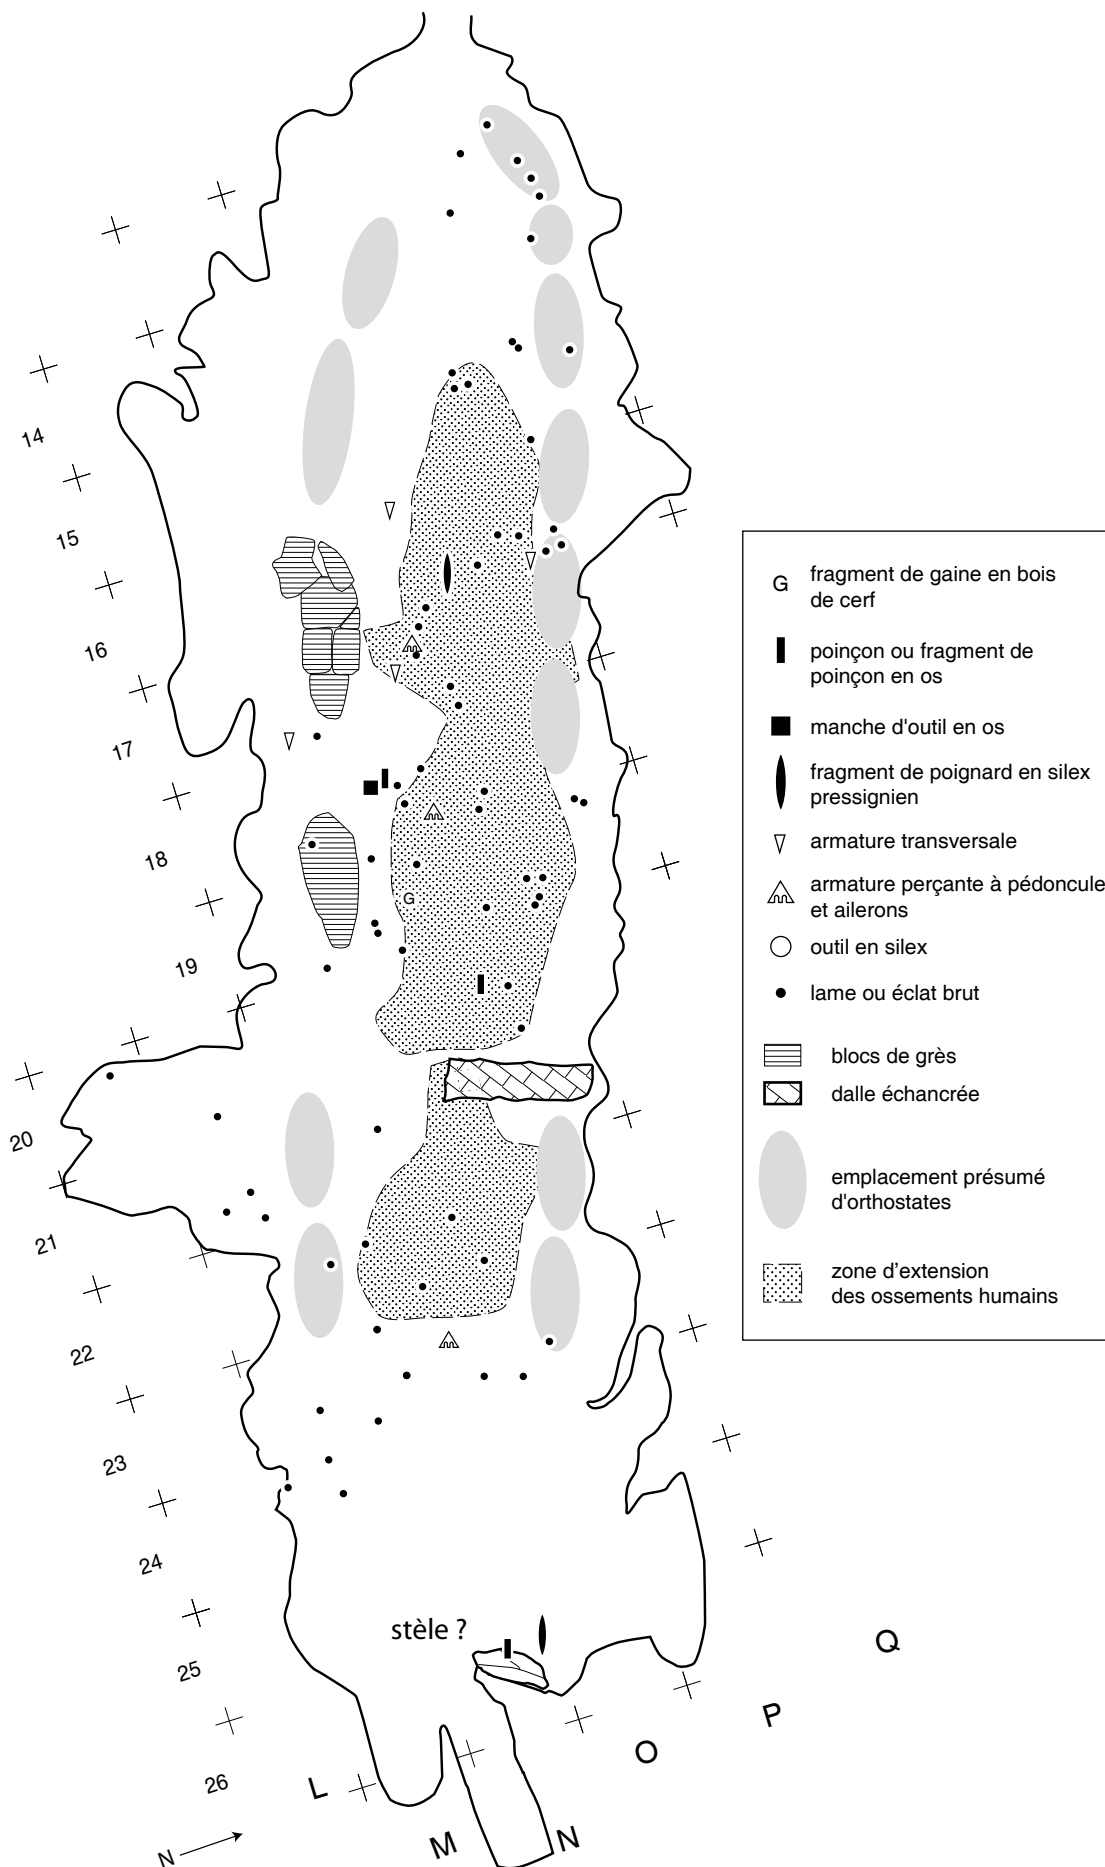 14
15
16
17
18
19
20
21
22
23
24
25
26
L
M
N
O
P
Q
N
G
stèle ?
G
fragment de gaine en bois
de cerf
poinçon ou fragment de
poinçon en os
manche d'outil en os
fragment de poignard en silex
pressignien
armature transversale
armature perçante à pédoncule
et ailerons
outil en silex
lame ou éclat brut
blocs de grès
dalle échancrée
emplacement présumé
d'orthostates
zone d'extension
des ossements humains